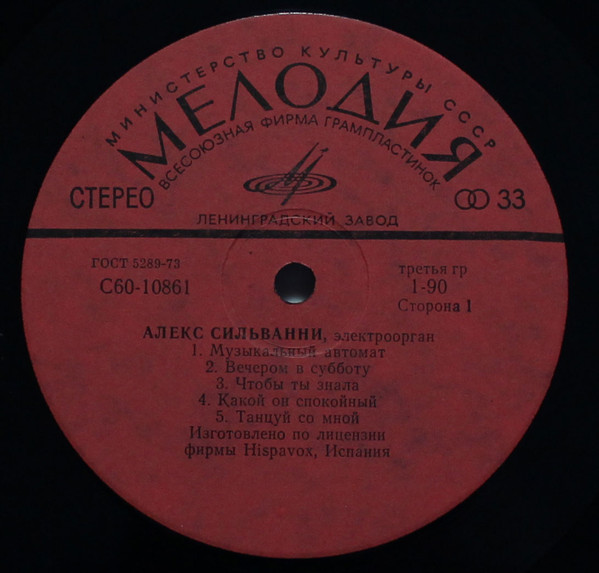 МИНИСТЕРСТВО КУЛЬТУРЫ СССР
МЕЛОДИЯ
ВСЕСОЮЗНАЯ ФИРМА ГРАМПЛАСТИНОК
СТЕРЕО
33
ЛЕНИНГРАДСКИЙ ЗАВОД
ГОСТ 5289-73
С60-10861
третья гр
1-90
Сторона 1
АЛЕКС СИЛЬВАННИ, электроорган
1. Музыкальный автомат
2. Вечером в субботу
3. Чтобы ты знала
4. Какой он спокойный
5. Танцуй со мной
Изготовлено по лицензии
фирмы Hispavox, Испания